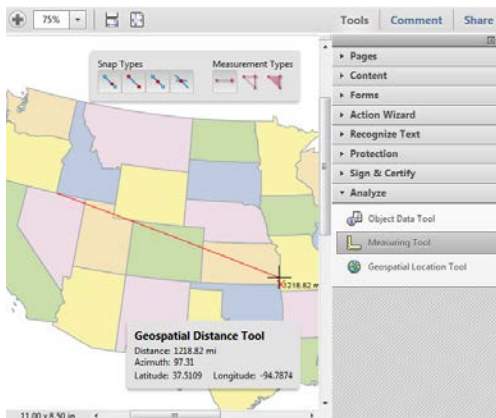 75%
Tools Comment Share
Snap Types Measurement Types
Pages
Content
Forms
Action Wizard
Recognize Text
Protection
Sign & Certify
Analyze
Object Data Tool
Measuring Tool
Geospatial Location Tool
1218.82 m
Geospatial Distance Tool
Distance: 1218.82 mi
Azimuth: 97.31
Latitude: 37.5109 Longitude: -94.7874
11.00 x 8.50 in